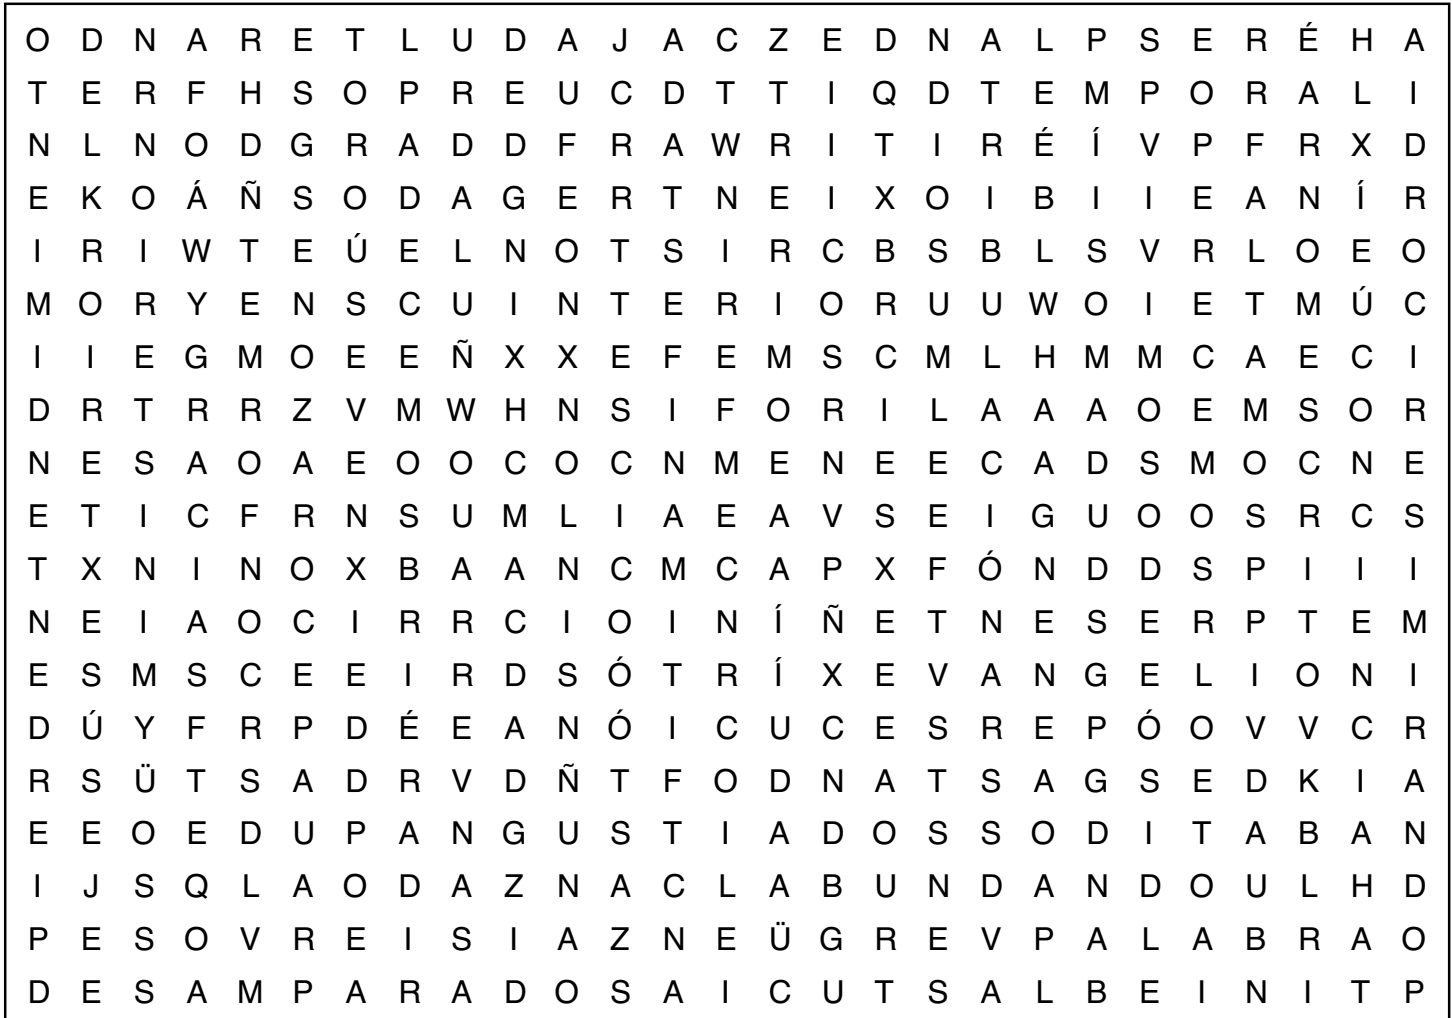 O D N A R E T L U D A J A C Z E D N A L P S E R É H A
T E R F H S O P R E U C D T T I Q D T E M P O R A L I
N L N O D G R A D D F R A W R I T I R É Í V P F R X D
E K O Á Ñ S O D A G E R T N E I X O I B I I E A N Í R
I R I W T E Ú E L N O T S I R C B S B L S V R L O E O
M O R Y E N S C U I N T E R I O R U U W O I E T M Ú C
I I E G M O E E Ñ X X E F E M S C M L H M M C A E C I
D R T R R Z V M W H N S I F O R I L A A A O E M S O R
N E S A O A E O O C O C N M E N E E C A D S M O C N E
E T I C F R N S U M L I A E A V S E I G U O O S R C S
T X N I N O X B A A N C M C A P X F Ó N D D S P I I I
N E I A O C I R R C I O I N Í Ñ E T N E S E R P T E M
E S M S C E E I R D S Ó T R Í X E V A N G E L I O N I
D Ú Y F R P D É E A N Ó I C U C E S R E P Ó O V V C R
R S Ü T S A D R V D Ñ T F O D N A T S A G S E D K I A
E E O E D U P A N G U S T I A D O S S O D I T A B A N
I J S Q L A O D A Z N A C L A B U N D A N D O U L H D
P E S O V R E I S I A Z N E Ü G R E V P A L A B R A O
D E S A M P A R A D O S A I C U T S A L B E I N I T P